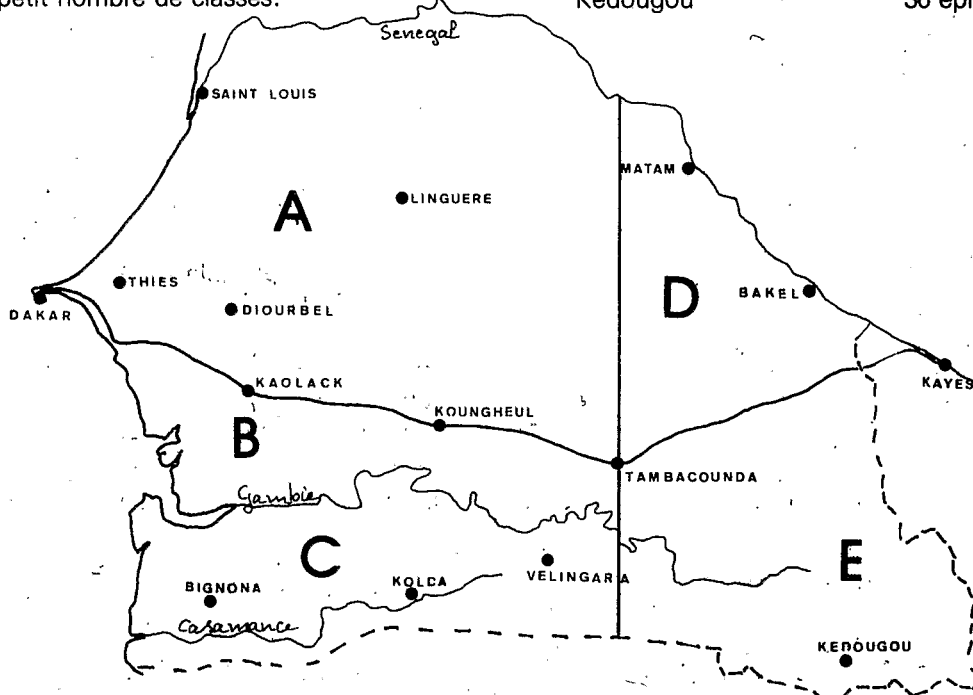 petit nombre de classes.
Kedougou
Senegal
SAINT LOUIS
MATAM
LINGUERE
A
THIES
DIOURBEL
D
BAKEL
DAKAR
KAOLACK
KAYES
KOUNGHEUL
B
TAMBACOUNDA
Gambie
C
E
VELINGARA
BIGNONA
KOLDA
Casamance
KEDOUGOU